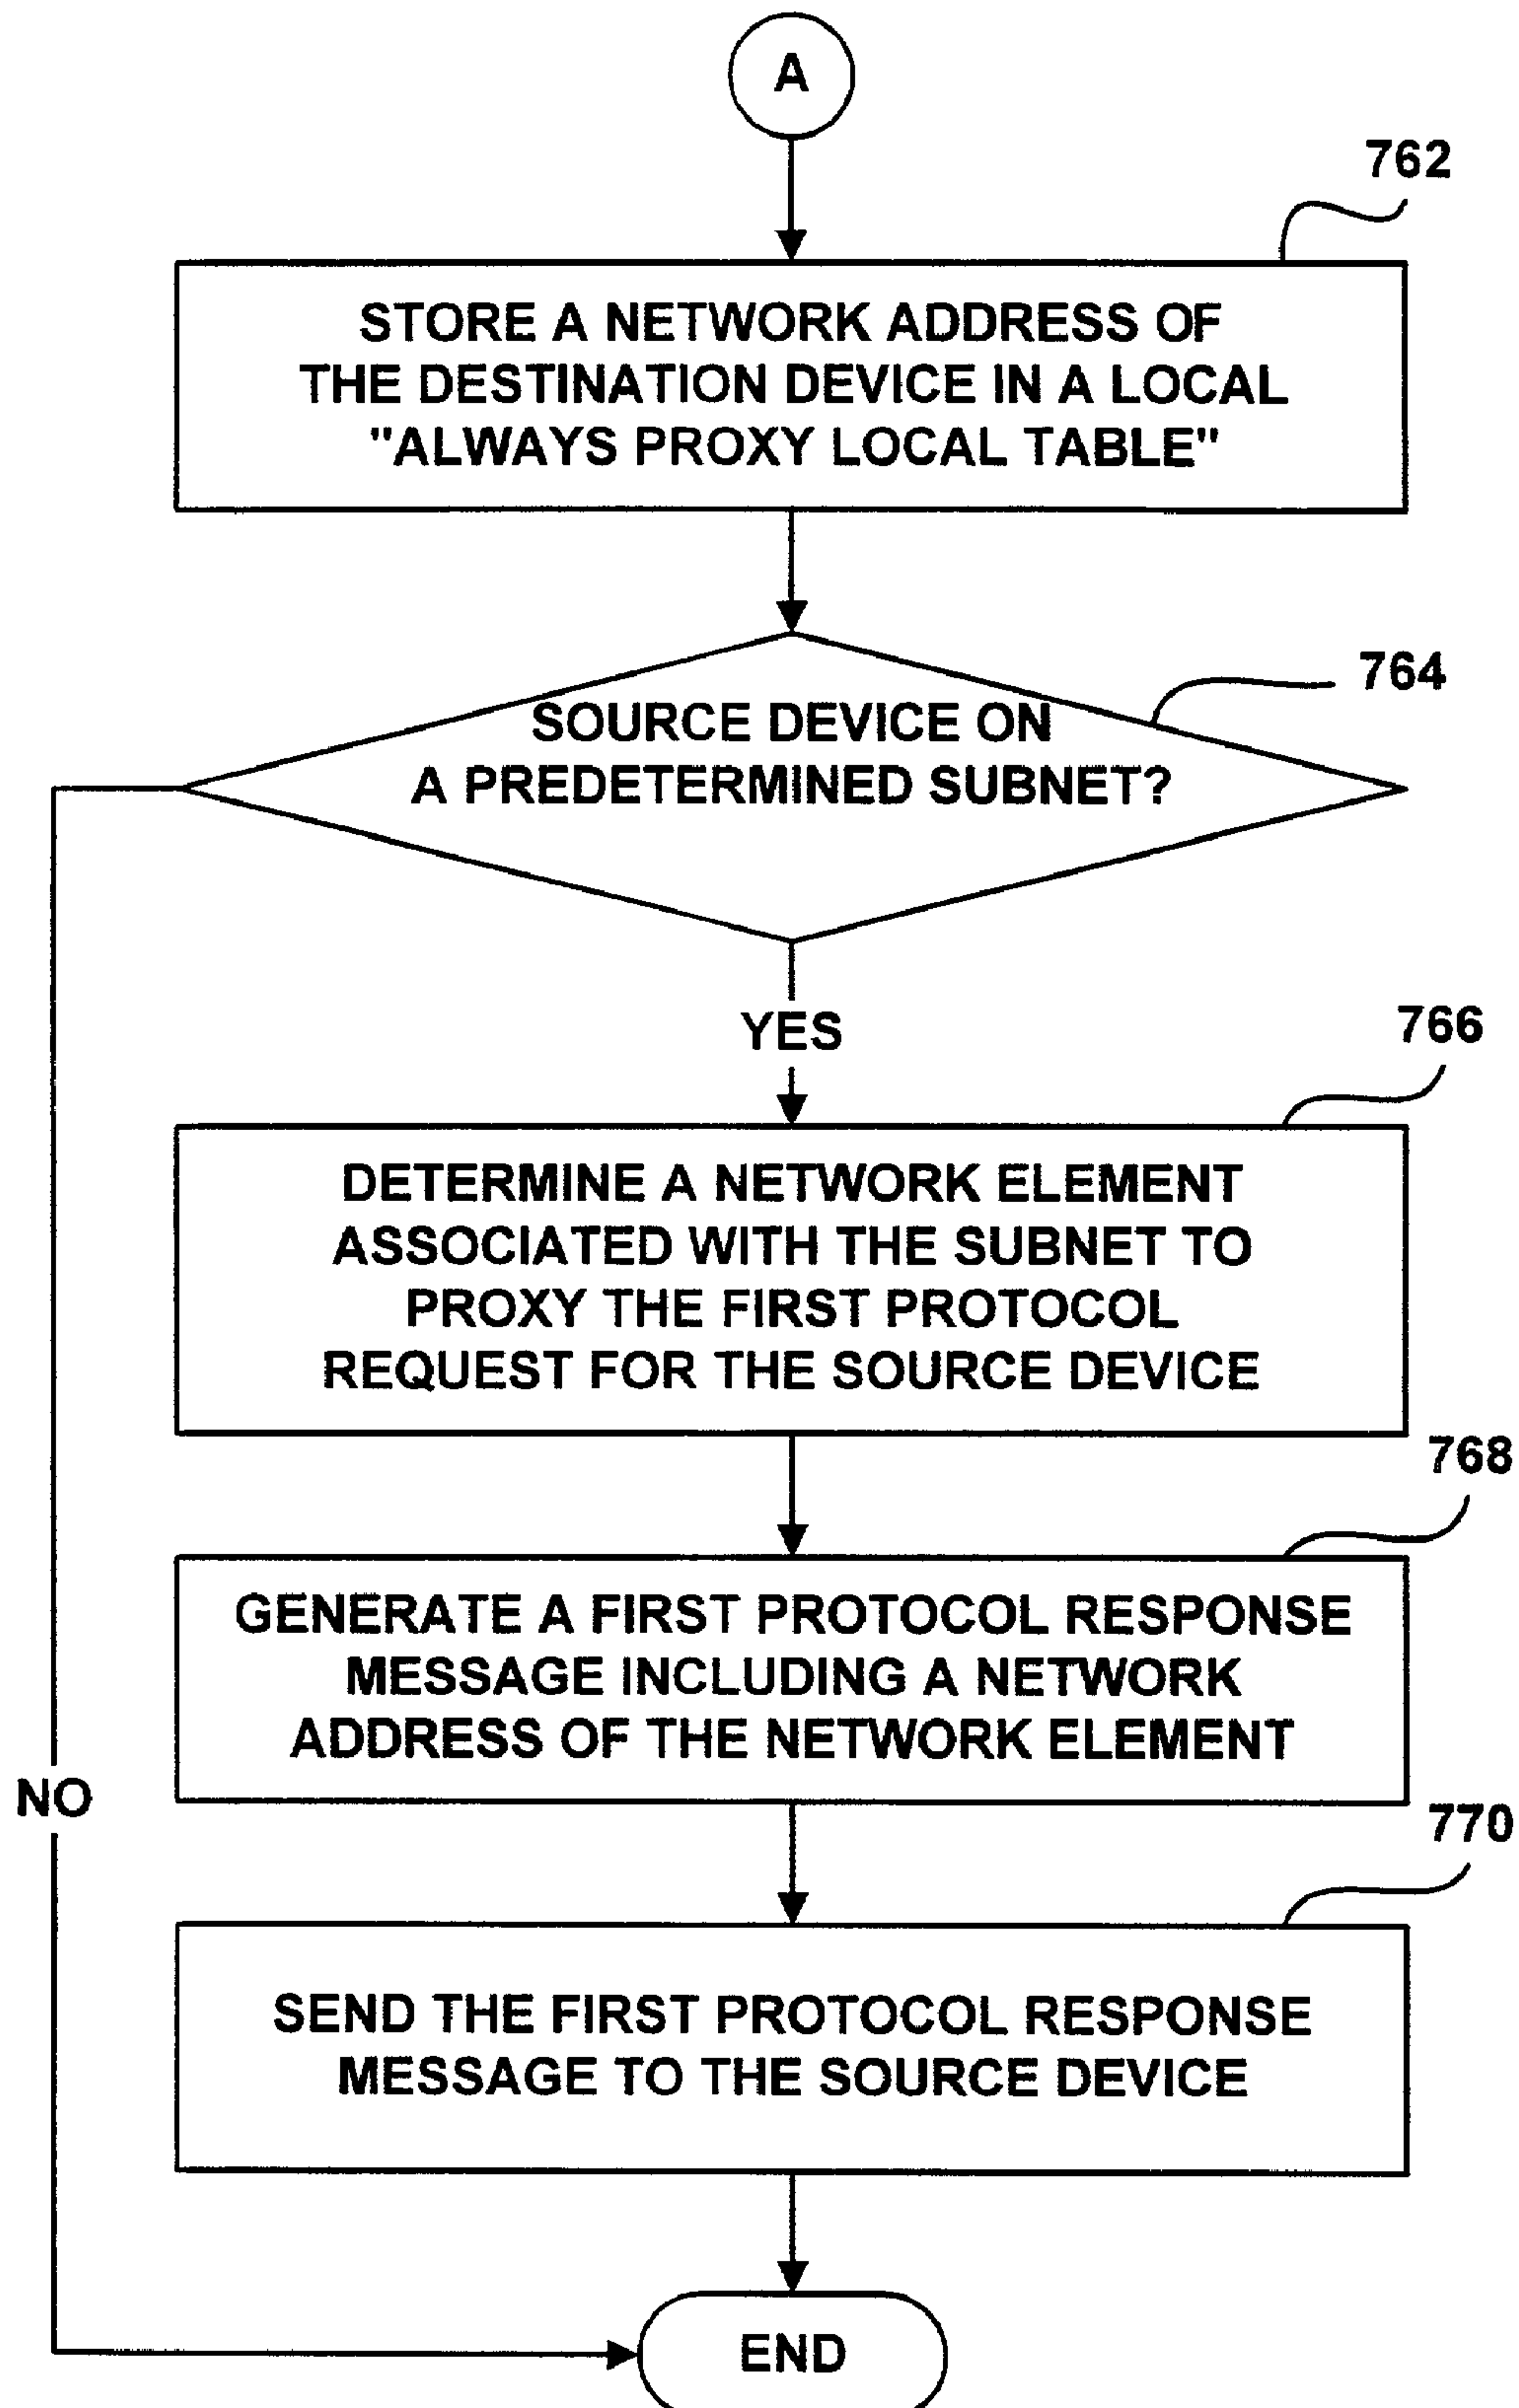 A
762
STORE A NETWORK ADDRESS OF
THE DESTINATION DEVICE IN A LOCAL
"ALWAYS PROXY LOCAL TABLE"
764
SOURCE DEVICE ON
A PREDETERMINED SUBNET?
YES
766
DETERMINE A NETWORK ELEMENT
ASSOCIATED WITH THE SUBNET TO
PROXY THE FIRST PROTOCOL
REQUEST FOR THE SOURCE DEVICE
768
GENERATE A FIRST PROTOCOL RESPONSE
MESSAGE INCLUDING A NETWORK
ADDRESS OF THE NETWORK ELEMENT
NO
770
SEND THE FIRST PROTOCOL RESPONSE
MESSAGE TO THE SOURCE DEVICE
END